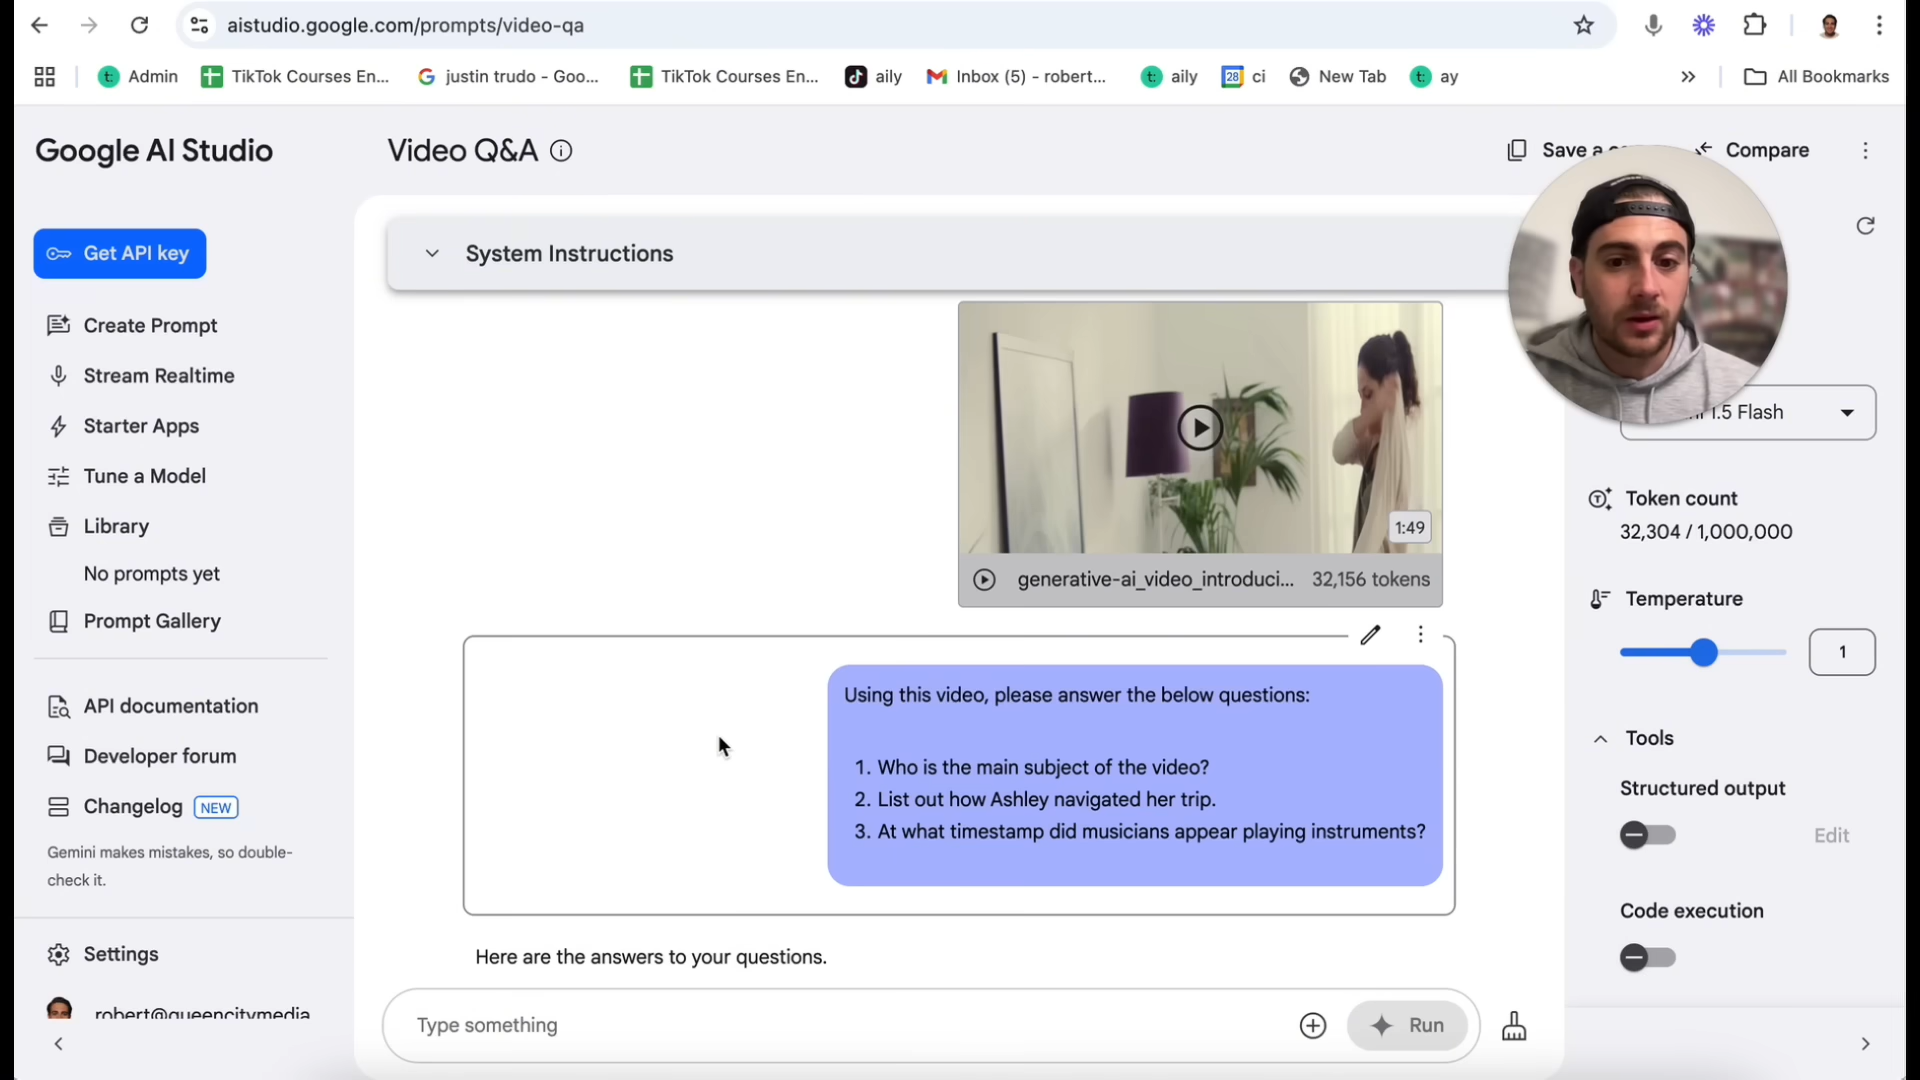 aistudio.google.com/prompts/video-qa
Admin
TikTok Courses En...
justin trudo - Goo...
TikTok Courses En...
aily
Inbox (5) - robert...
aily
28
ci
New Tab
ay
All Bookmarks
Google AI Studio
Video Q&A
Save a
Compare
Get API key
System Instructions
Create Prompt
Stream Realtime
Starter Apps
Tune a Model
Library
No prompts yet
Prompt Gallery
API documentation
Developer forum
Changelog NEW
Gemini makes mistakes, so double-
check it.
Settings
robert@queencitymedia
1:49
generative-ai_video_introduci... 32,156 tokens
Using this video, please answer the below questions:
1. Who is the main subject of the video?
2. List out how Ashley navigated her trip.
3. At what timestamp did musicians appear playing instruments?
Here are the answers to your questions.
Type something
Run
1.5 Flash
Token count
32,304 / 1,000,000
Temperature
1
Tools
Structured output
Edit
Code execution